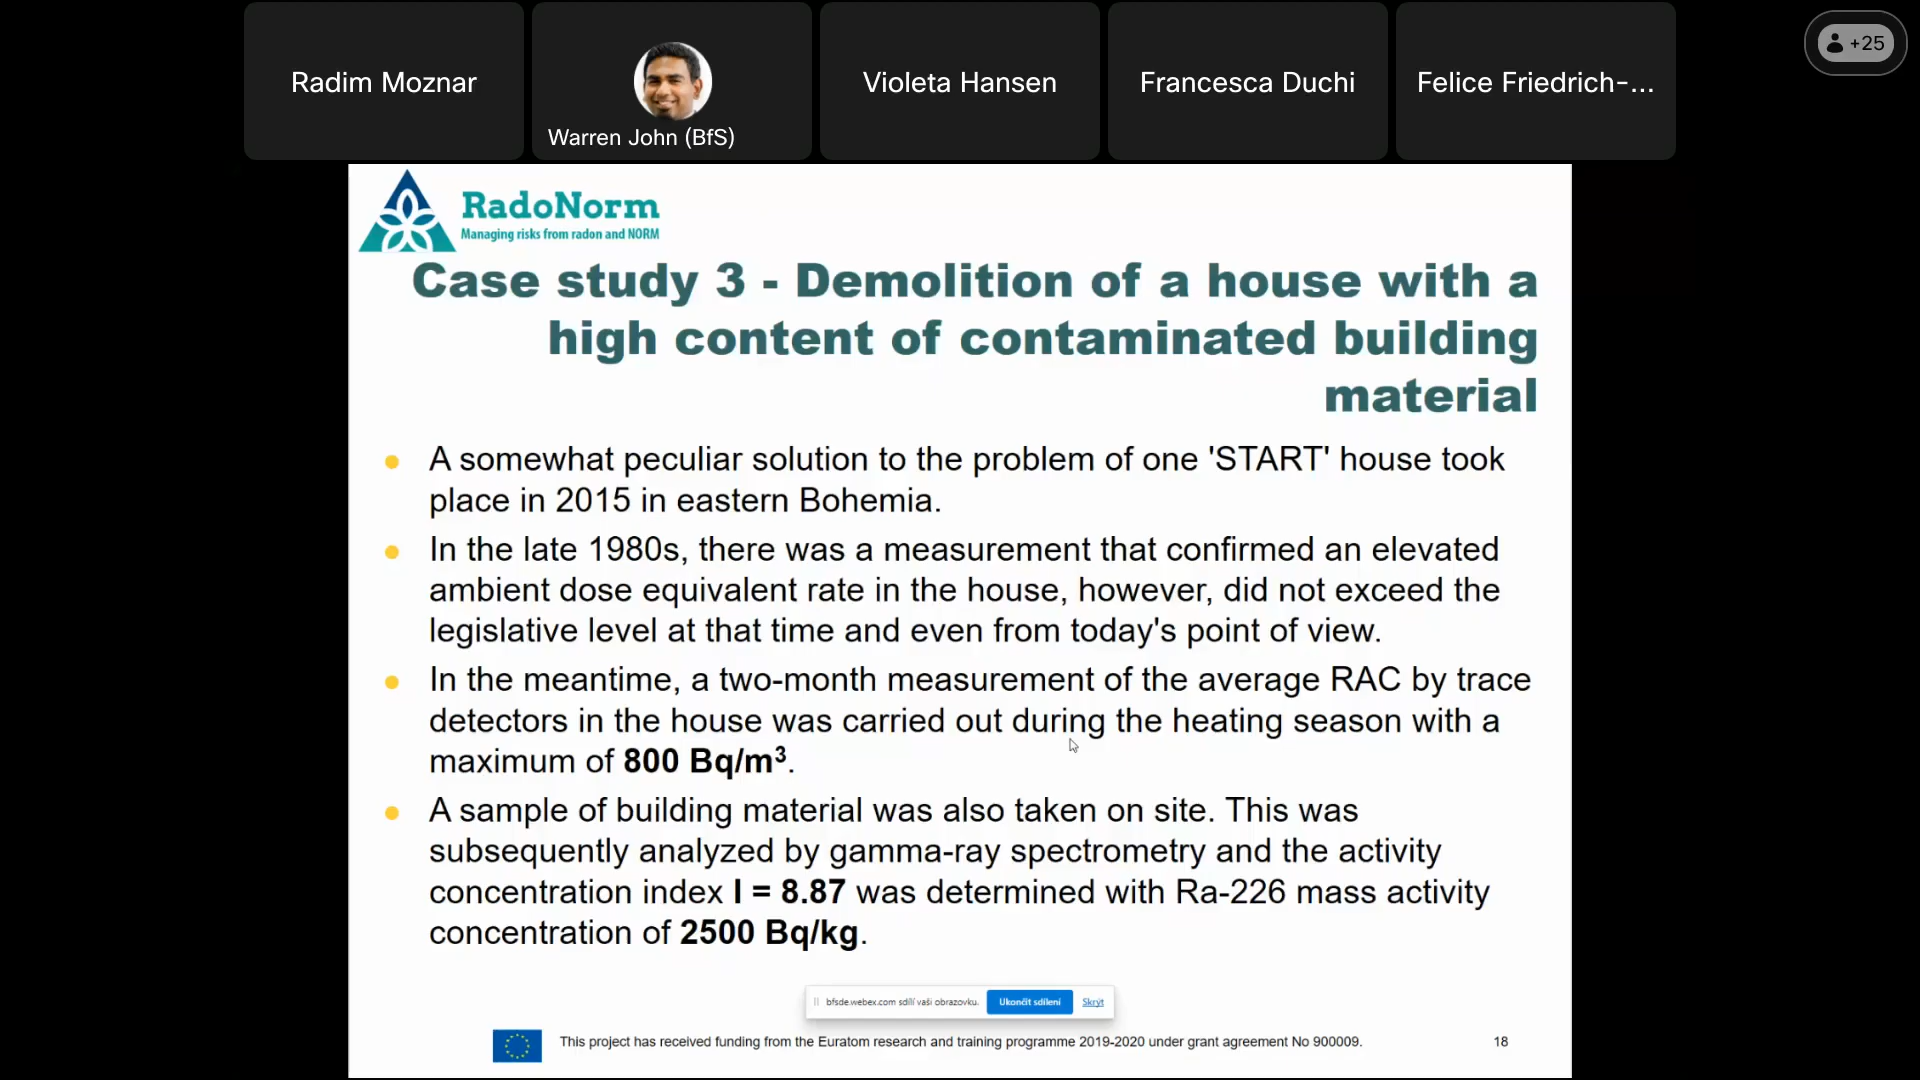 Radim Moznar
Warren John (BfS)
Violeta Hansen
Francesca Duchi
Felice Friedrich-...
+25
RadoNorm
Managing risks from radon and NORM
Case study 3 - Demolition of a house with a
high content of contaminated building
material
A somewhat peculiar solution to the problem of one 'START' house took
place in 2015 in eastern Bohemia.
In the late 1980s, there was a measurement that confirmed an elevated
ambient dose equivalent rate in the house, however, did not exceed the
legislative level at that time and even from today's point of view.
In the meantime, a two-month measurement of the average RAC by trace
detectors in the house was carried out during the heating season with a
maximum of 800 Bq/m³.
A sample of building material was also taken on site. This was
subsequently analyzed by gamma-ray spectrometry and the activity
concentration index I = 8.87 was determined with Ra-226 mass activity
concentration of 2500 Bq/kg.
bfsde.webex.com sdílí vaši obrazovku. Ukončit sdílení Skrýt
This project has received funding from the Euratom research and training programme 2019-2020 under grant agreement No 900009.
18